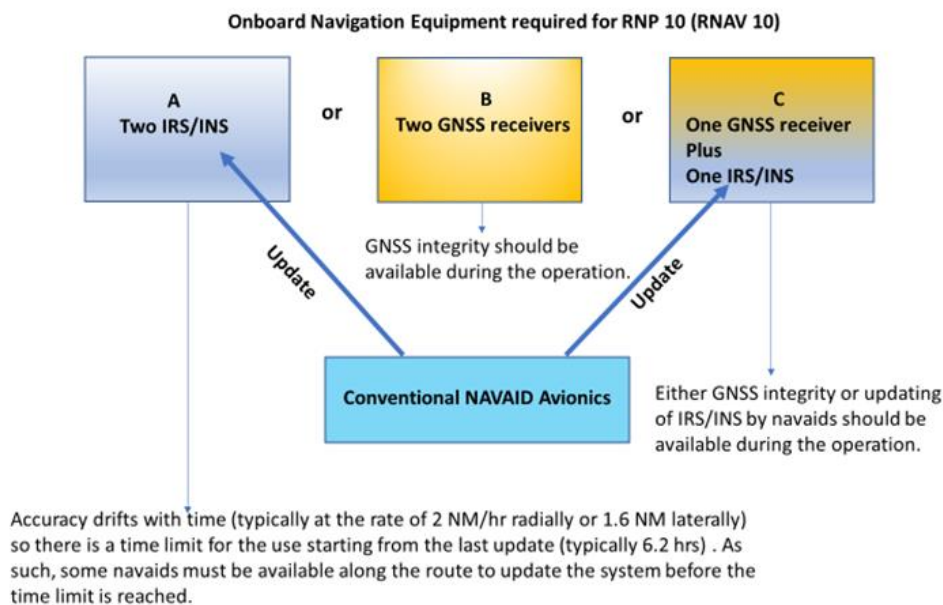 Onboard Navigation Equipment required for RNP 10 (RNAV 10)
A
Two IRS/INS
or
B
Two GNSS receivers
or
C
One GNSS receiver
Plus
One IRS/INS
Update
GNSS integrity should be
available during the operation.
Update
Conventional NAVAID Avionics
Either GNSS integrity or updating
of IRS/INS by navaids should be
available during the operation.
Accuracy drifts with time (typically at the rate of 2 NM/hr radially or 1.6 NM laterally)
so there is a time limit for the use starting from the last update (typically 6.2 hrs) . As
such, some navaids must be available along the route to update the system before the
time limit is reached.